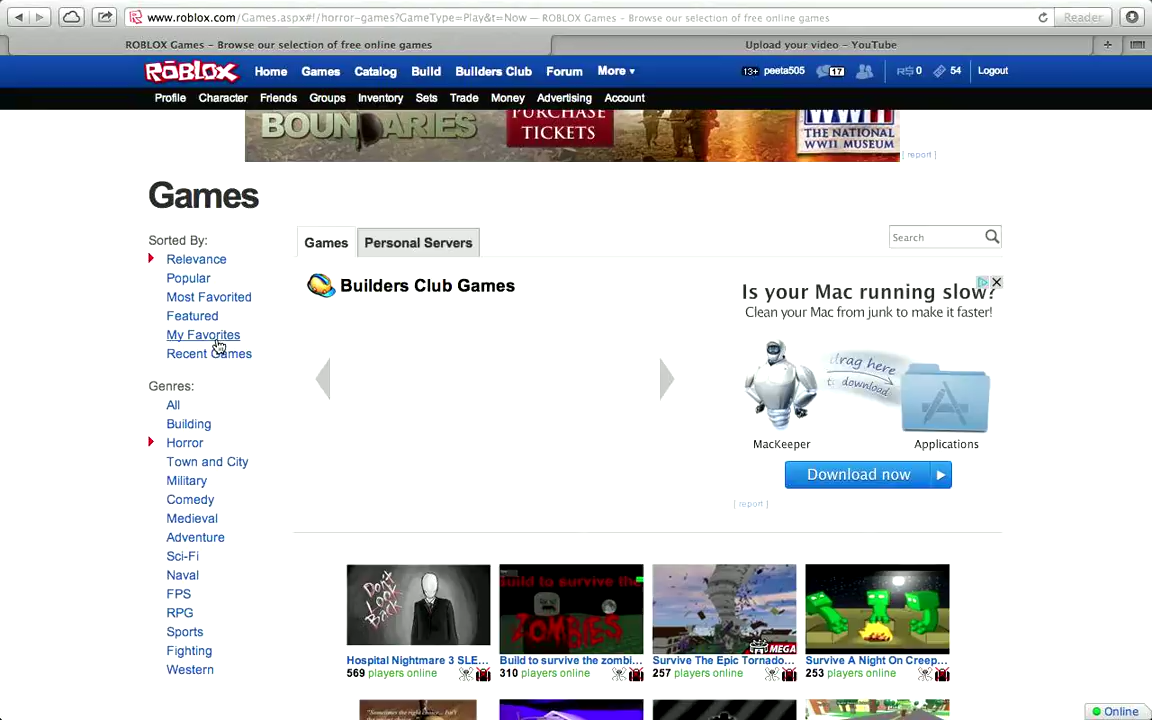 www.roblox.com/Games.aspx#!/horror-games?GameType=Play&t=Now — ROBLOX Games – Browse our selection of free online games
Reader
ROBLOX Games – Browse our selection of free online games
Upload your video – YouTube
ROBLOX
Home Games Catalog Build Builders Club Forum More
13+ peeta505 17 R$ 0 54 Logout
Profile Character Friends Groups Inventory Sets Trade Money Advertising Account
BOUNDARIES
PURCHASE
TICKETS
WWII
THE NATIONAL
WWII MUSEUM
[ report ]
Games
Sorted By:
Relevance
Popular
Most Favorited
Featured
My Favorites
Recent Games
Genres:
All
Building
Horror
Town and City
Military
Comedy
Medieval
Adventure
Sci-Fi
Naval
FPS
RPG
Sports
Fighting
Western
Games
Personal Servers
Search
Builders Club Games
Is your Mac running slow?
Clean your Mac from junk to make it faster!
drag here
to download
MacKeeper
Applications
Download now
[ report ]
Don't
Look
Back
Build to survive the
ZOMBIES
MEGA
Hospital Nightmare 3 SLE...
569 players online
Build to survive the zombi...
310 players online
Survive The Epic Tornado...
257 players online
Survive A Night On Creep...
253 players online
Online